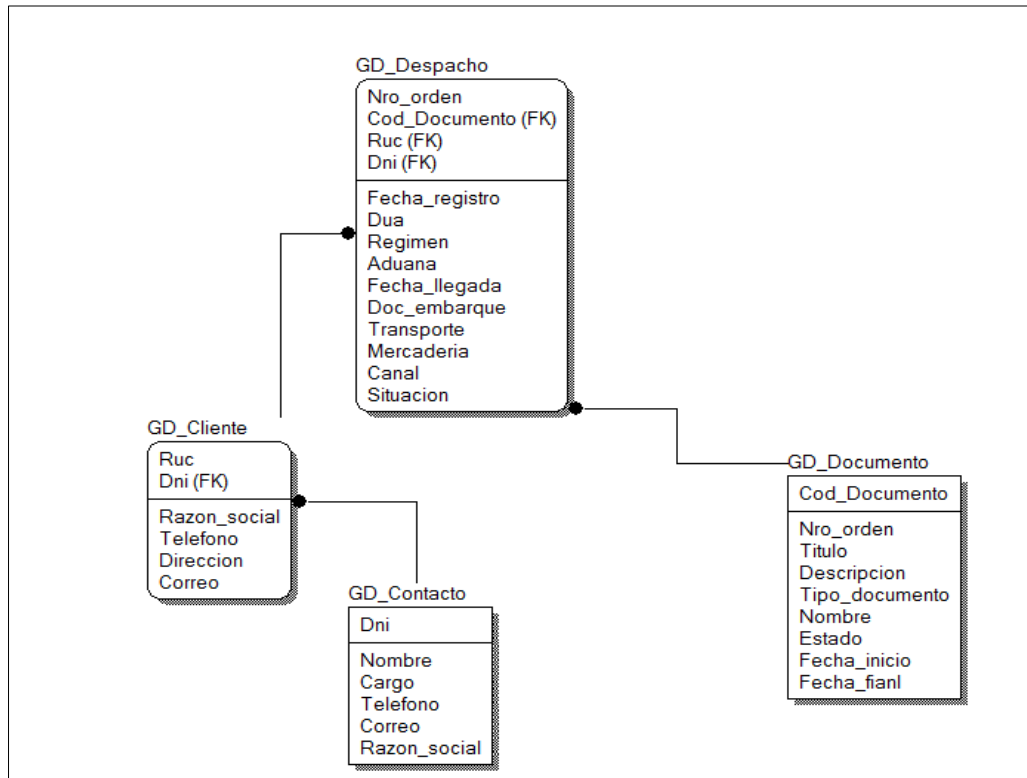 GD_Despacho
Nro_orden
Cod_Documento (FK)
Ruc (FK)
Dni (FK)
Fecha_registro
Dua
Regimen
Aduana
Fecha_llegada
Doc_embarque
Transporte
Mercaderia
Canal
Situacion
GD_Cliente
Ruc
Dni (FK)
Razon_social
Telefono
Direccion
Correo
GD_Contacto
Dni
Nombre
Cargo
Telefono
Correo
Razon_social
GD_Documento
Cod_Documento
Nro_orden
Titulo
Descripcion
Tipo_documento
Nombre
Estado
Fecha_inicio
Fecha_fianl